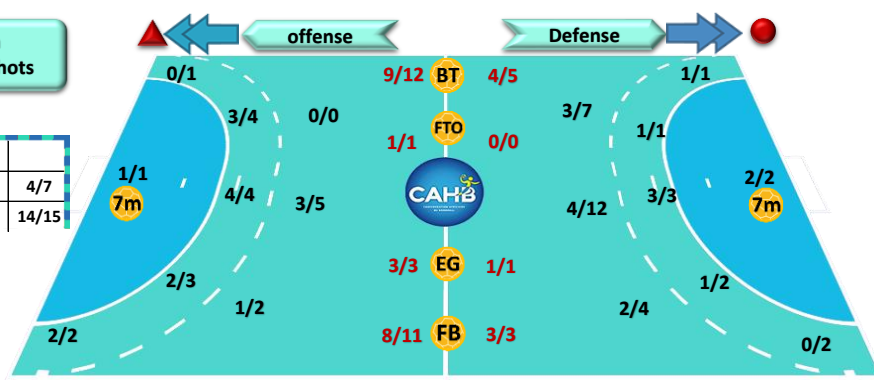 offense
Defense
hots
4/7
14/15
0/1
9/12 BT 4/5
1/1
3/4
0/0
3/7
1/1
1/1 FTO 0/0
1/1
7m
CAHB
2/2
7m
4/4
3/5
4/12
3/3
3/3 EG 1/1
2/3
1/2
1/2
2/4
8/11 FB 3/3
2/2
0/2